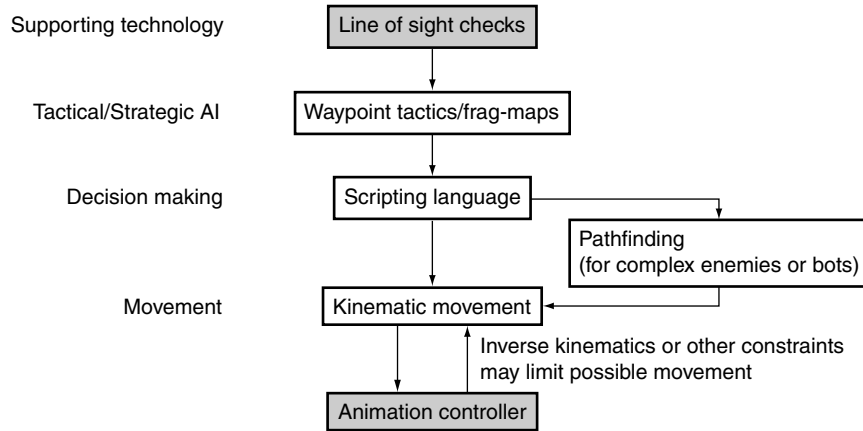 Supporting technology
Line of sight checks
Tactical/Strategic AI
Waypoint tactics/frag-maps
Decision making
Scripting language
Pathfinding
(for complex enemies or bots)
Movement
Kinematic movement
Inverse kinematics or other constraints
may limit possible movement
Animation controller